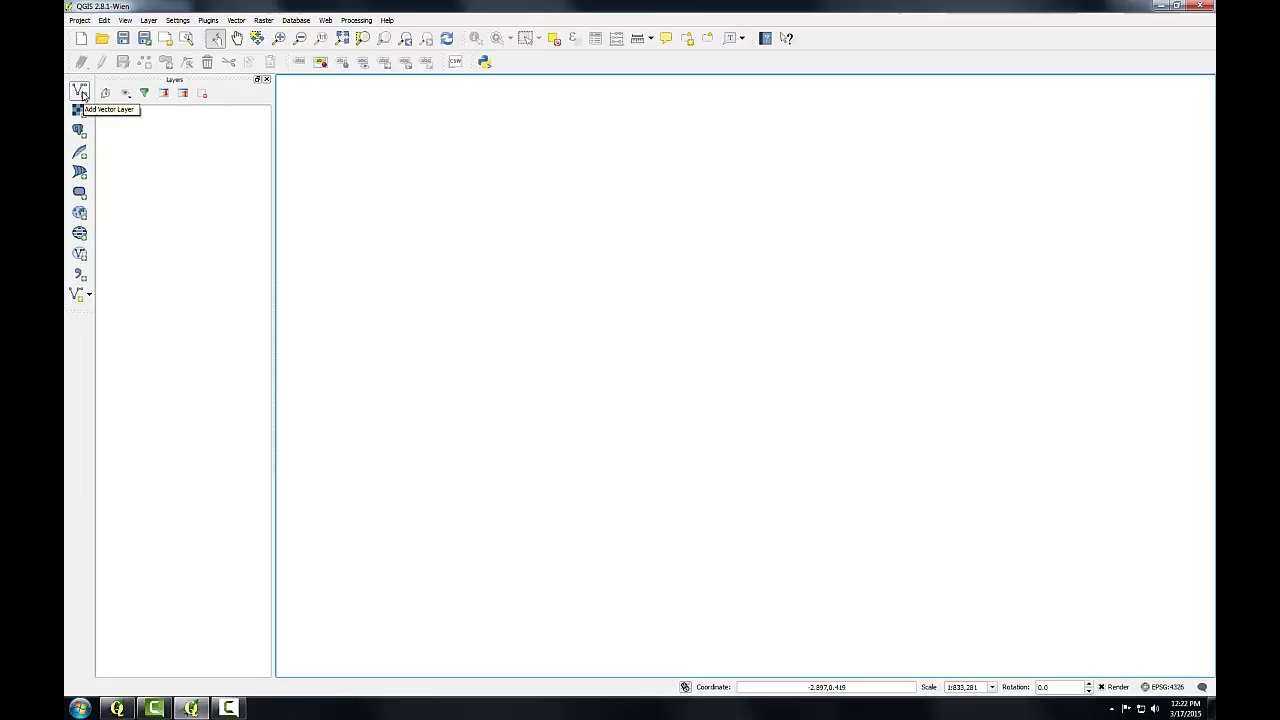 QGIS 2.8.1-Wien
Project Edit View Layer Settings Plugins Vector Raster Database Web Processing Help
CSW
Layers
Add Vector Layer
Coordinate: -2.897,0.419 Scale 1:833,281 Rotation: 0.0 Render EPSG:4326
12:22 PM
3/17/2015